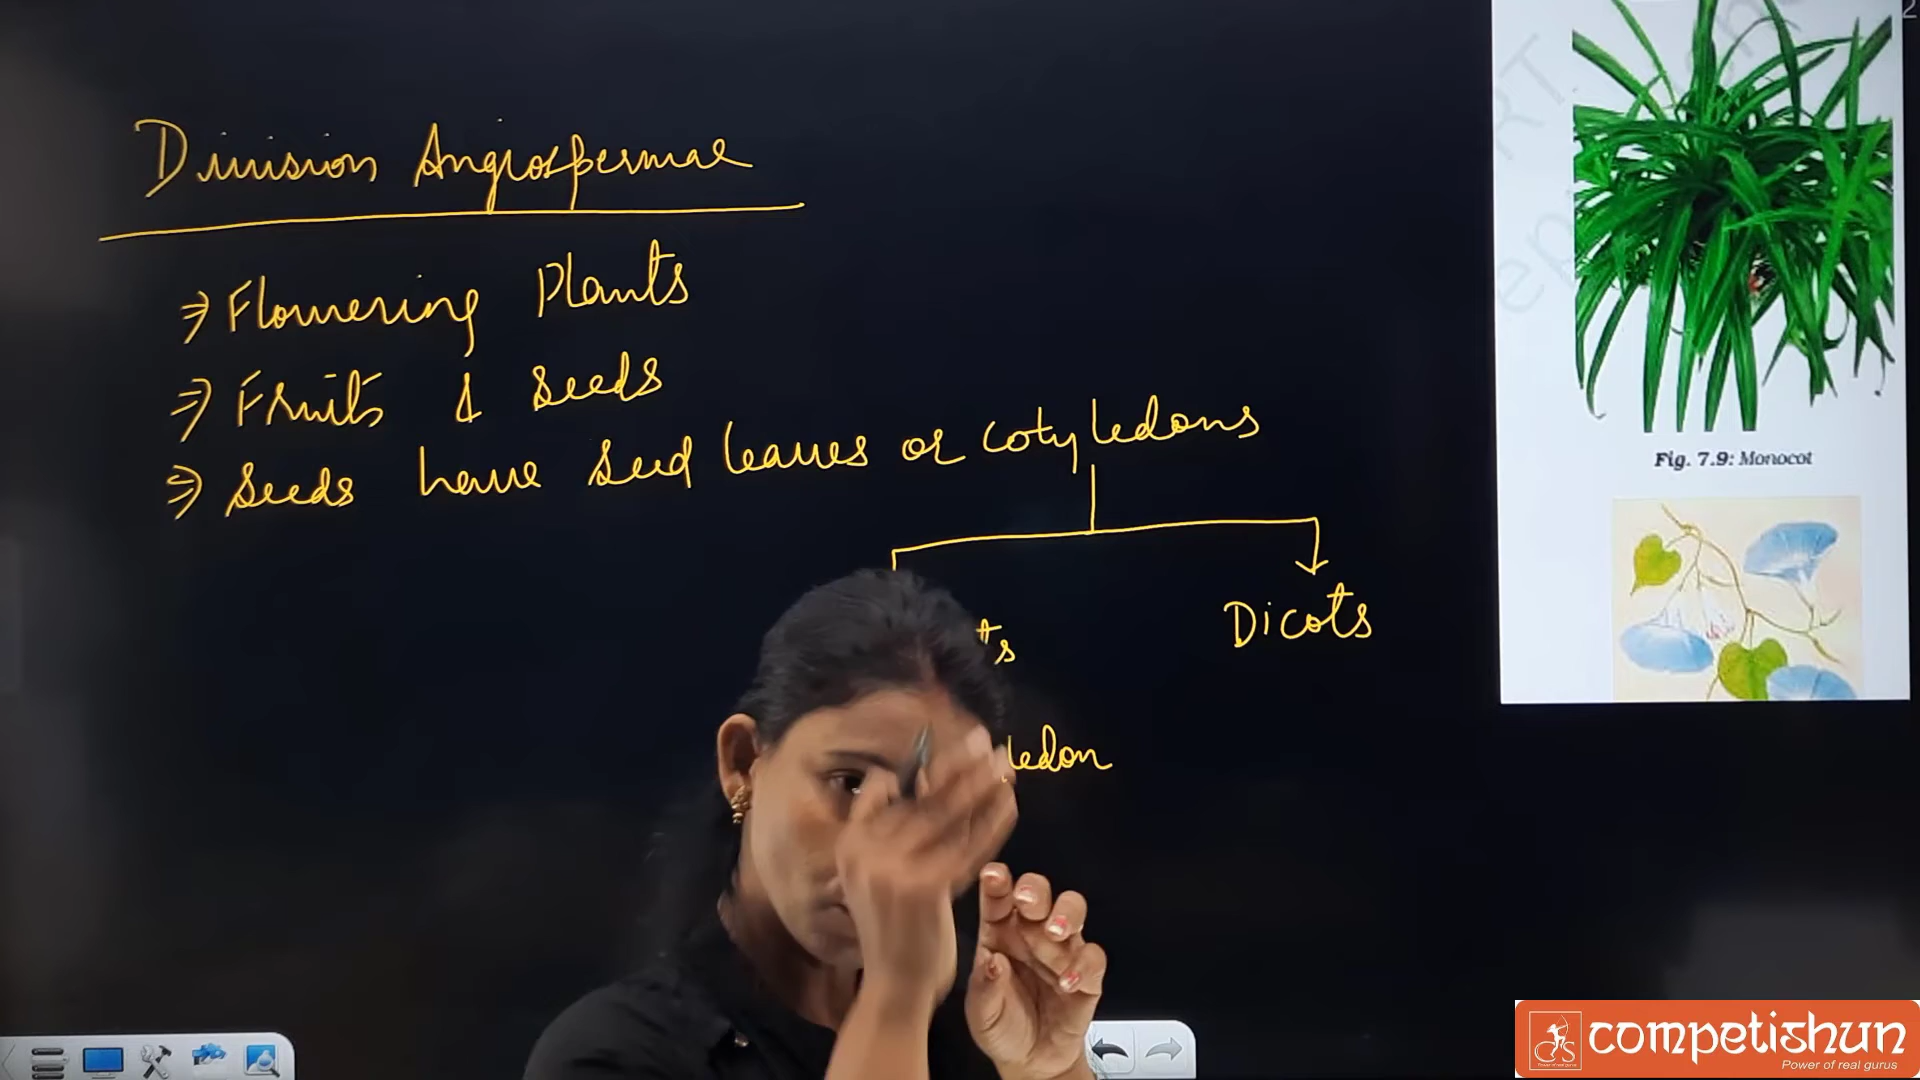 Division Angiospermae
⇒ Flowering Plants
⇒ Fruits & Seeds
⇒ Seeds have seed leaves or cotyledons
Dicots
Fig. 7.9: Monocot
competishun
Power of real gurus